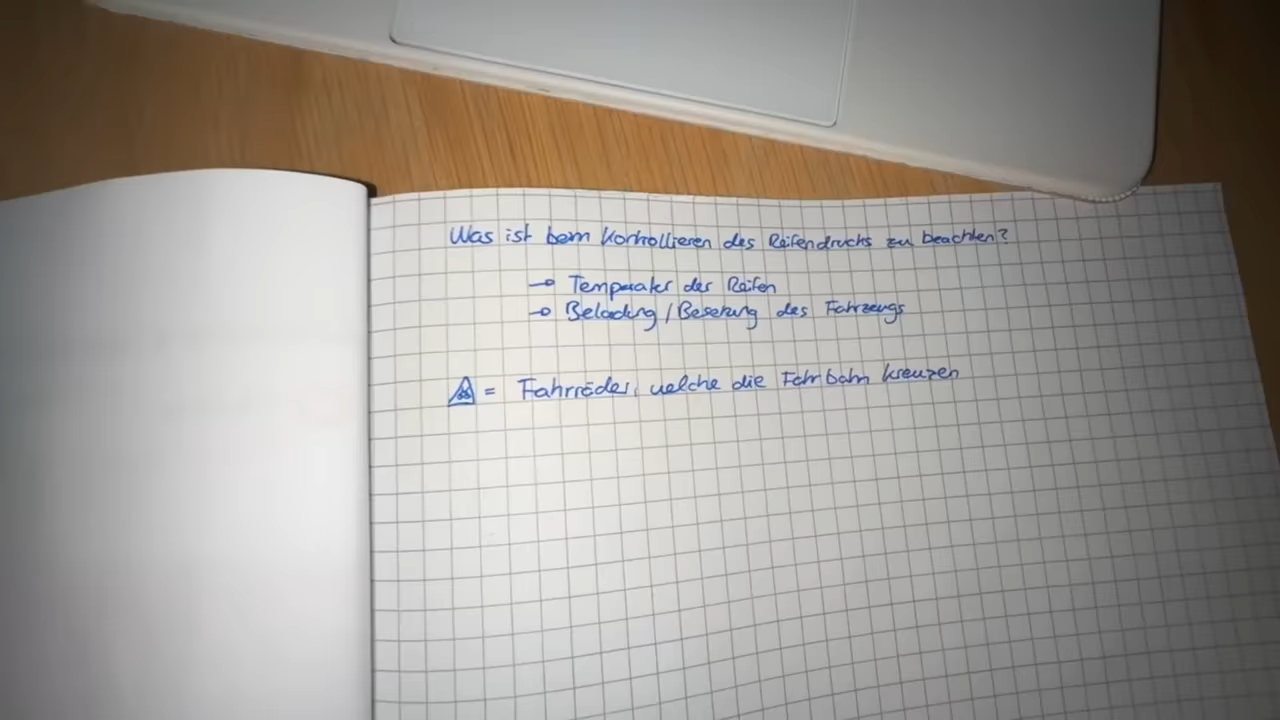 Was ist beim Kontrollieren des Reifendrucks zu beachten?
→ Temperatur der Reifen
→ Beladung / Besetzung des Fahrzeugs
= Fahrräder, welche die Fahrbahn kreuzen